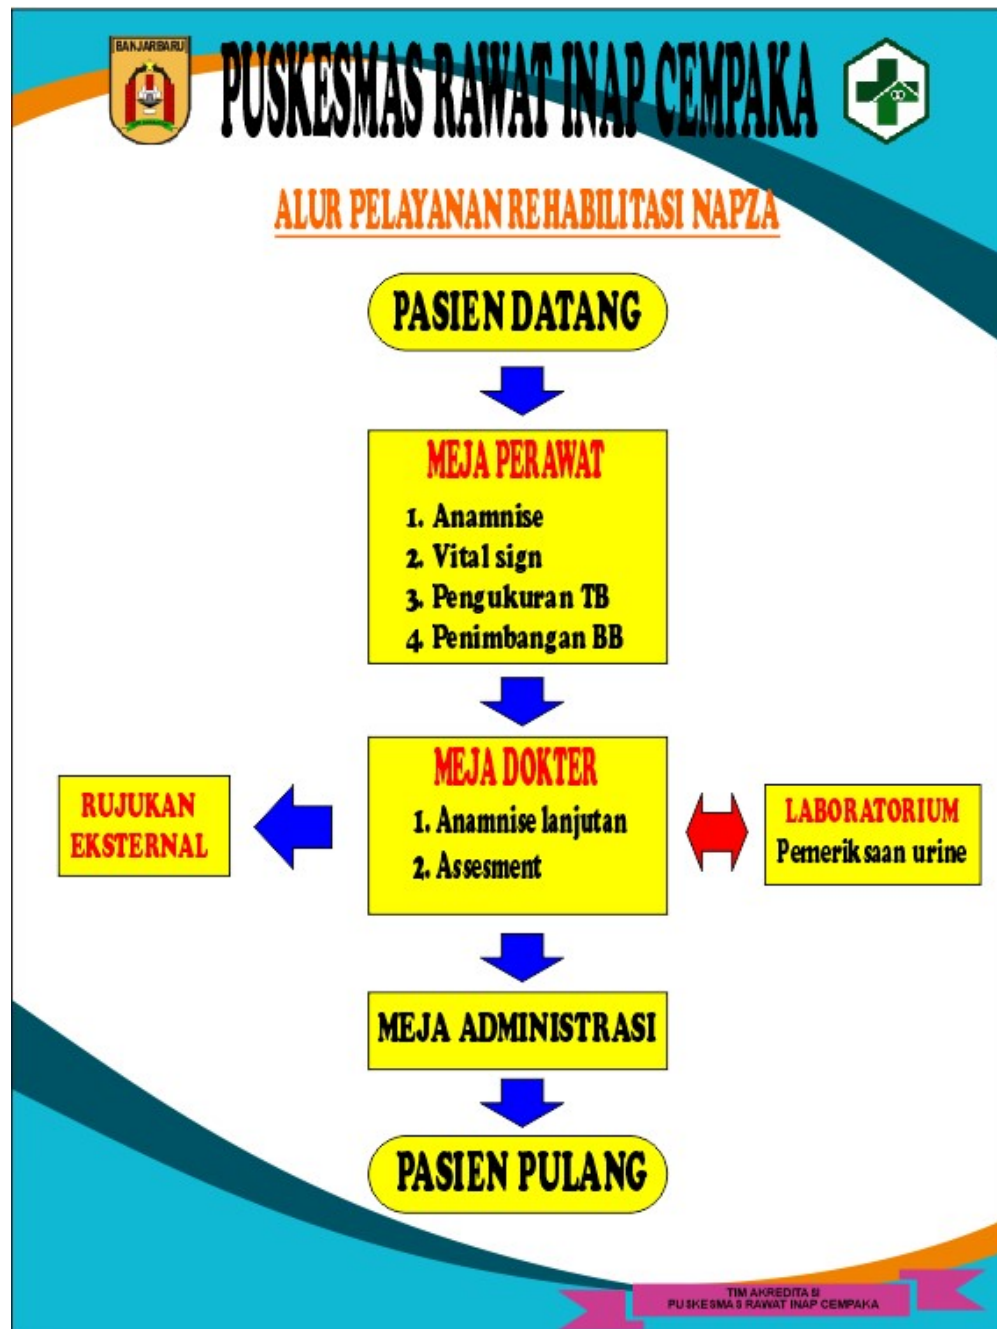 BANJARBARU
PUSKESMAS RAWAT INAP CEMPAKA
ALUR PELAYANAN REHABILITASI NAPZA
PASIEN DATANG
MEJA PERAWAT
1. Anamnise
2. Vital sign
3. Pengukuran TB
4 Penimbangan BB
MEJA DOKTER
1. Anamnise lanjutan
2. Assesment
RUJUKAN
EKSTERNAL
LABORATORIUM
Pemeriksaan urine
MEJA ADMINISTRASI
PASIEN PULANG
TIM AKREDITASI
PUSKESMAS RAWAT INAP CEMPAKA